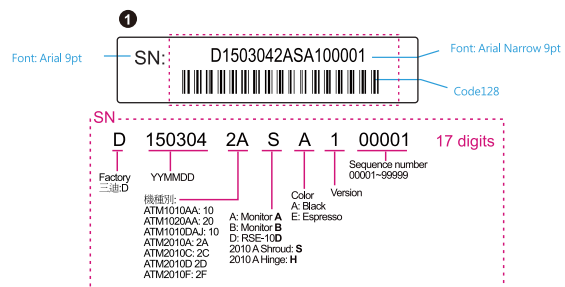 1
Font: Arial 9pt
SN:
D1503042ASA100001
Font: Arial Narrow 9pt
Code128
SN
D 150304 2A S A 1 00001 17 digits
Factory
三迪:D
YYMMDD
機種別:
ATM1010AA: 10
ATM1020AA: 20
ATM1010DAJ: 10
ATM2010A: 2A
ATM2010C: 2C
ATM2010D 2D
ATM2010F: 2F
A: Monitor A
B: Monitor B
D: RSE-10D
2010 A Shroud: S
2010 A Hinge: H
Color
A: Black
E: Espresso
Version
Sequence number
00001~99999